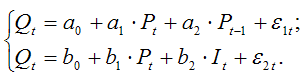 Q_t = a_0 + a_1 · P_t + a_2 · P_{t-1} + ε_{1t};
Q_t = b_0 + b_1 · P_t + b_2 · I_t + ε_{2t}.